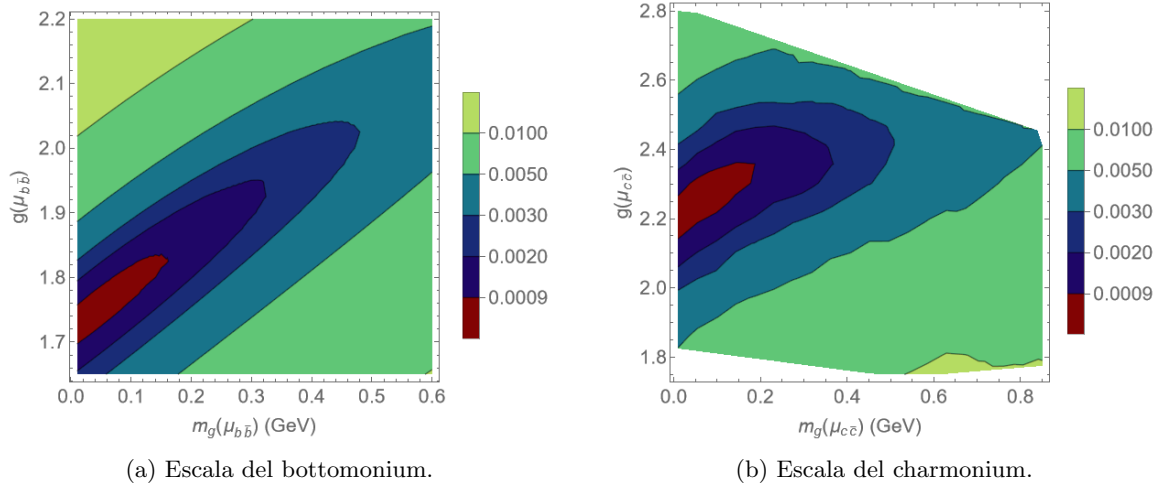 2.2
2.1
2.0
1.9
1.8
1.7
g(μ_{b\bar{b}})
0.0 0.1 0.2 0.3 0.4 0.5 0.6
m_g(μ_{b\bar{b}}) (GeV)
0.0100
0.0050
0.0030
0.0020
0.0009
(a) Escala del bottomonium.
2.8
2.6
2.4
2.2
2.0
1.8
g(μ_{c\bar{c}})
0.0 0.2 0.4 0.6 0.8
m_g(μ_{c\bar{c}}) (GeV)
0.0100
0.0050
0.0030
0.0020
0.0009
(b) Escala del charmonium.